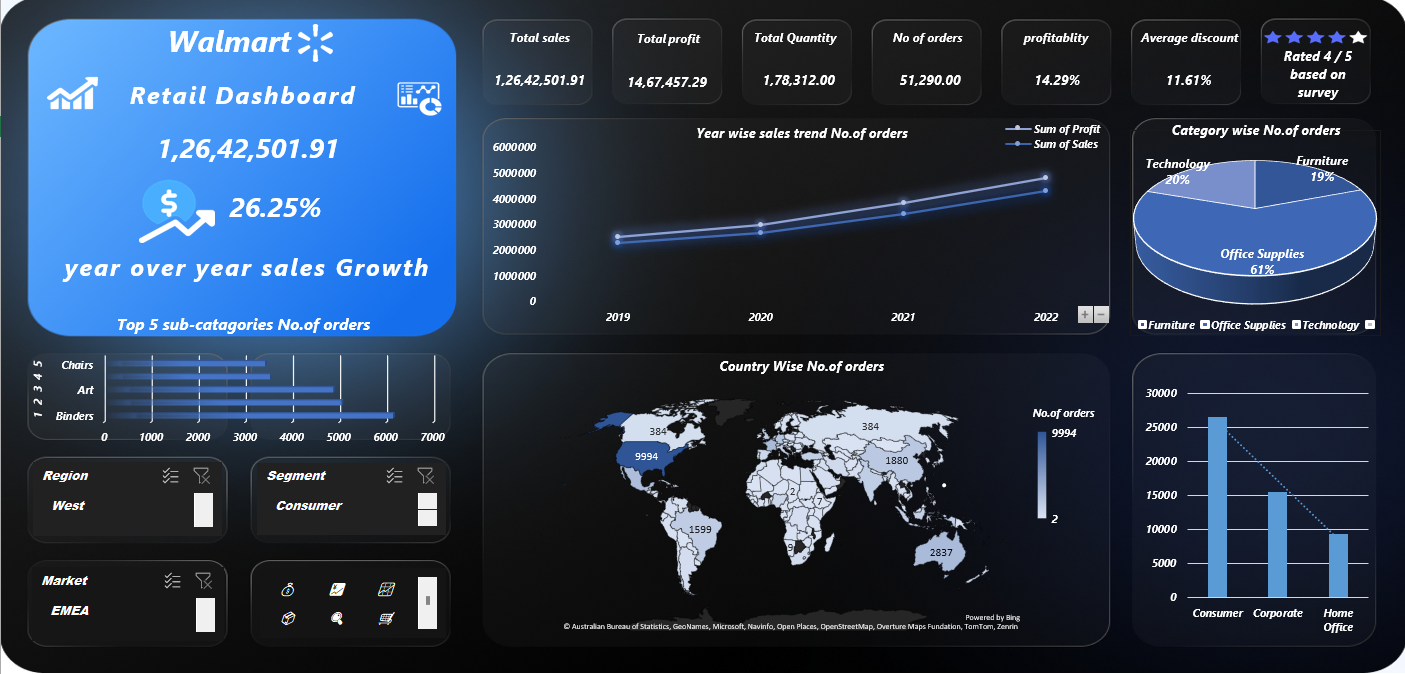 Walmart
Retail Dashboard
1,26,42,501.91
$
26.25%
year over year sales Growth
Total sales
1,26,42,501.91
Total profit
14,67,457.29
Total Quantity
1,78,312.00
No of orders
51,290.00
profitablity
14.29%
Average discount
11.61%
Rated 4 / 5
based on
survey
Year wise sales trend No.of orders
Sum of Profit
Sum of Sales
6000000
5000000
4000000
3000000
2000000
1000000
0
2019 2020 2021 2022
+ −
Category wise No.of orders
Technology
20%
Furniture
19%
Office Supplies
61%
Furniture Office Supplies Technology
Top 5 sub-catagories No.of orders
5
4
3
2
1
Chairs
Art
Binders
0 1000 2000 3000 4000 5000 6000 7000
Region
West
Segment
Consumer
Market
EMEA
Country Wise No.of orders
384
384
9994
1880
2
7
1599
9
2837
No.of orders
9994
2
Powered by Bing
© Australian Bureau of Statistics, GeoNames, Microsoft, Navinfo, Open Places, OpenStreetMap, Overture Maps Fundation, TomTom, Zenrin
30000
25000
20000
15000
10000
5000
0
Consumer Corporate Home
Office